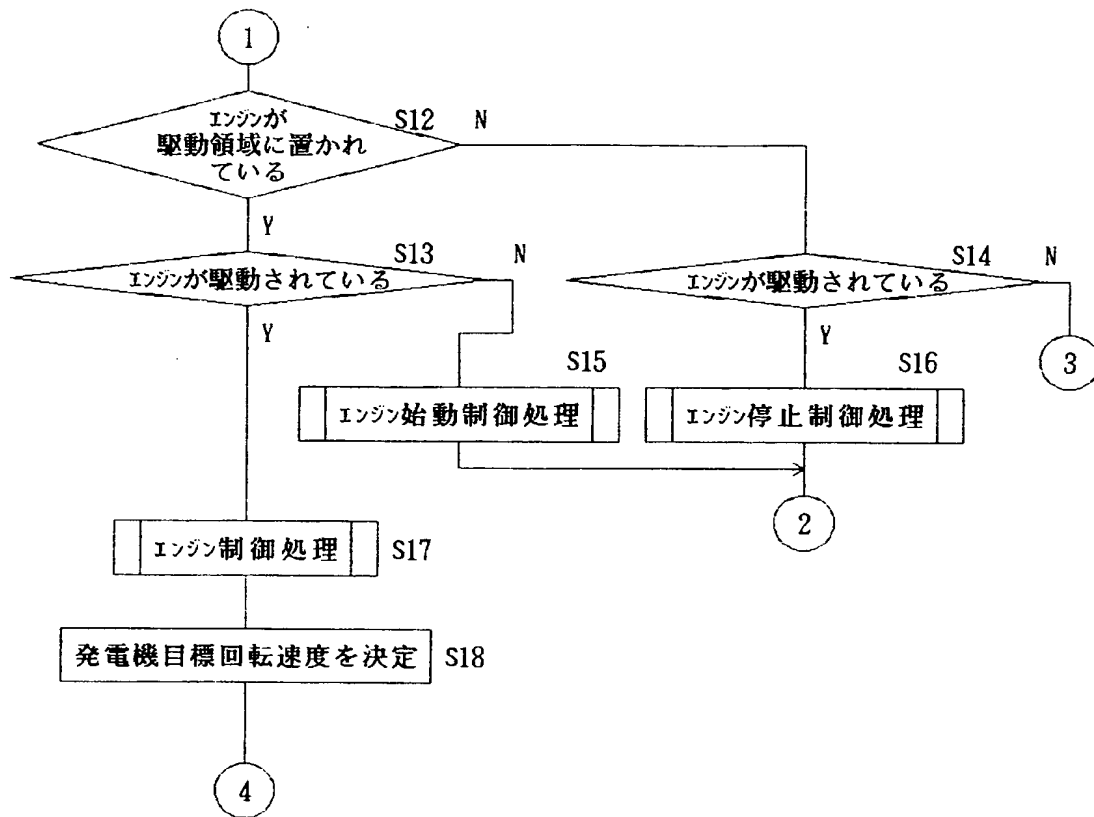 1
エンジンが
駆動領域に置かれ
ている
S12
N
Y
エンジンが駆動されている
S13
N
Y
エンジンが駆動されている
S14
N
Y
3
エンジン始動制御処理
S15
エンジン停止制御処理
S16
2
エンジン制御処理
S17
発電機目標回転速度を決定
S18
4